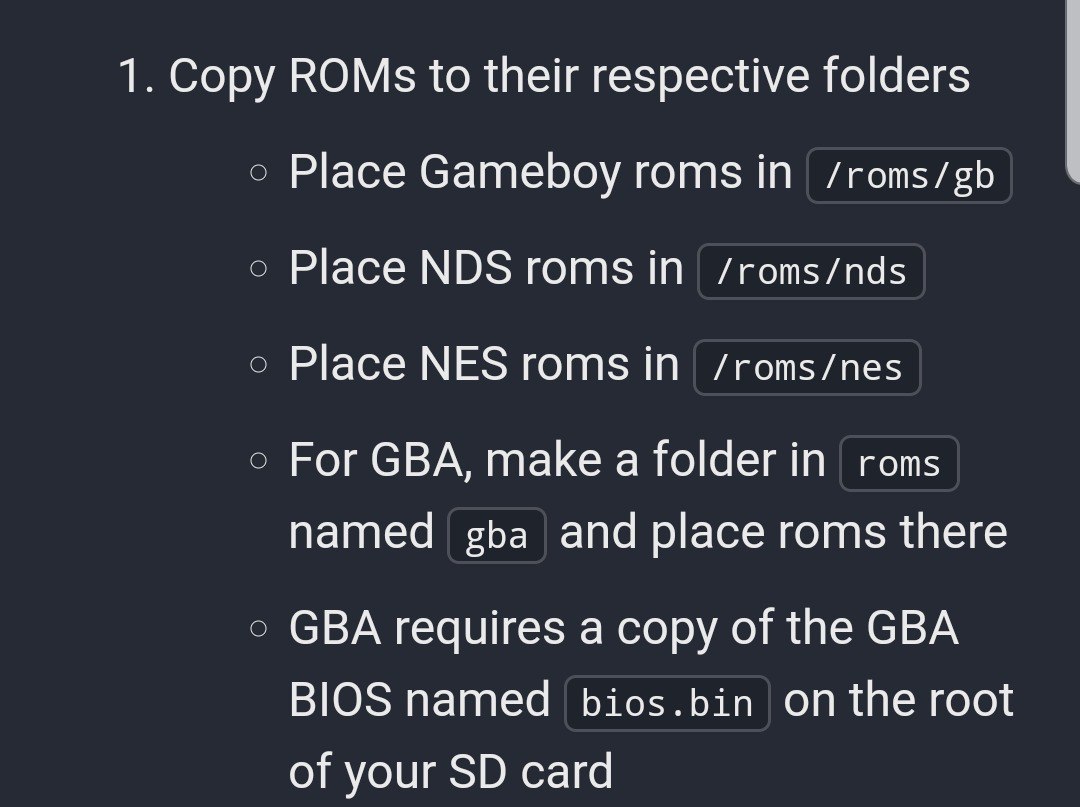 1. Copy ROMs to their respective folders
○ Place Gameboy roms in /roms/gb
○ Place NDS roms in /roms/nds
○ Place NES roms in /roms/nes
○ For GBA, make a folder in roms
named gba and place roms there
○ GBA requires a copy of the GBA
BIOS named bios.bin on the root
of your SD card